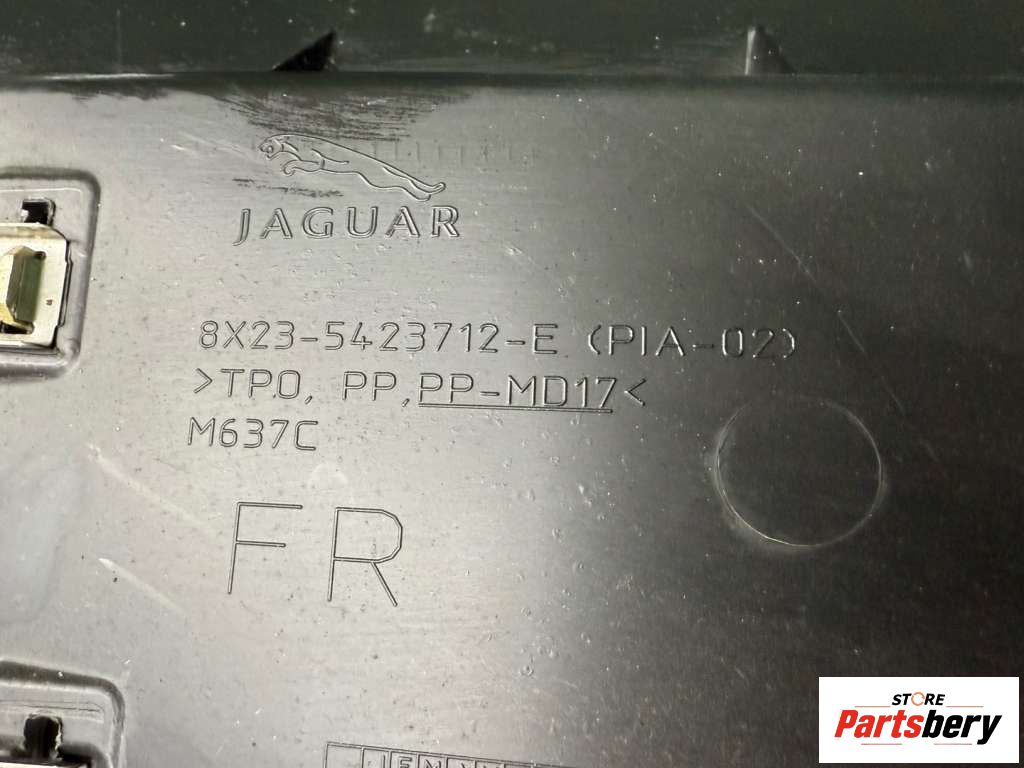 JAGUAR
8X23-5423712-E (PIA-02)
>TPO, PP, PP-MD17<
M637C
FR
STORE
Partsbery